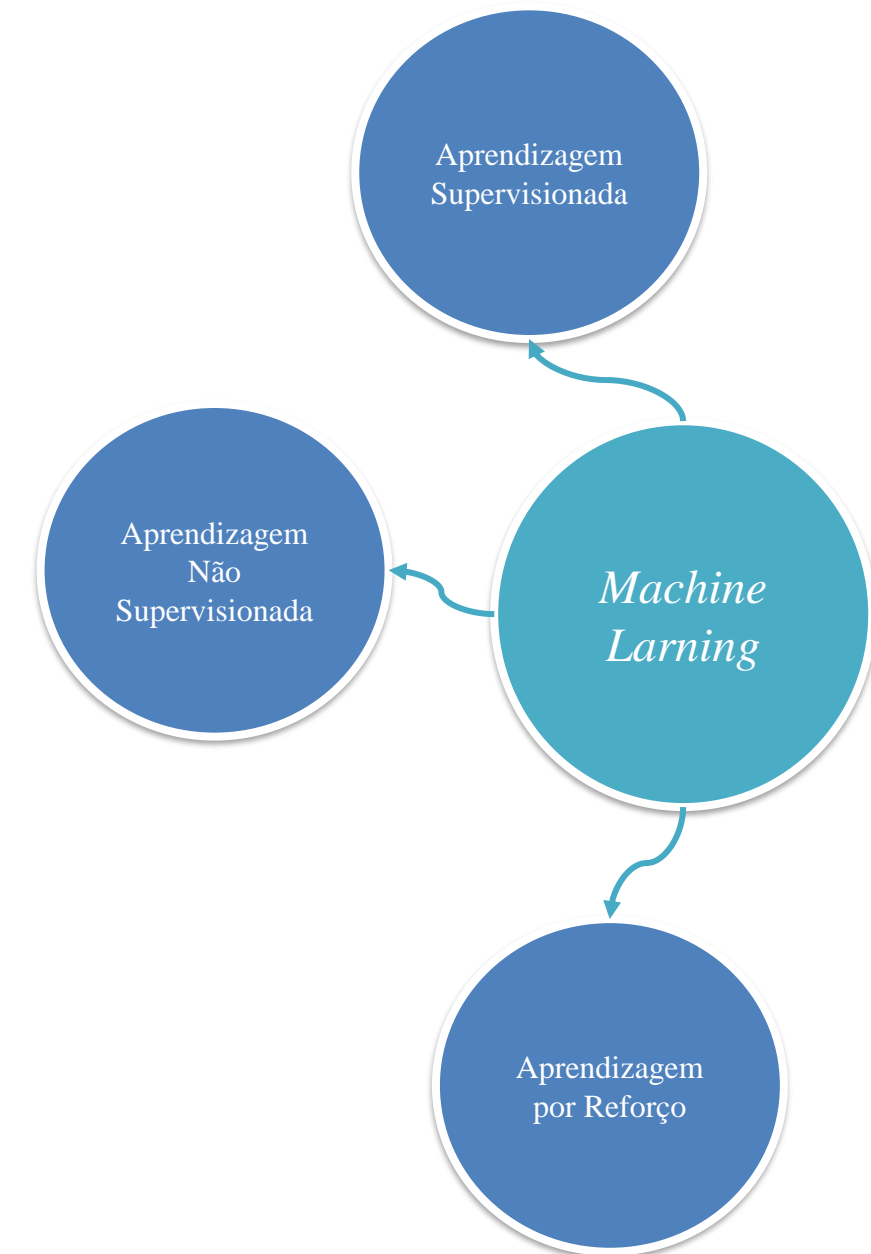 Aprendizagem
Supervisionada
Aprendizagem
Não
Supervisionada
Machine
Larning
Aprendizagem
por Reforço